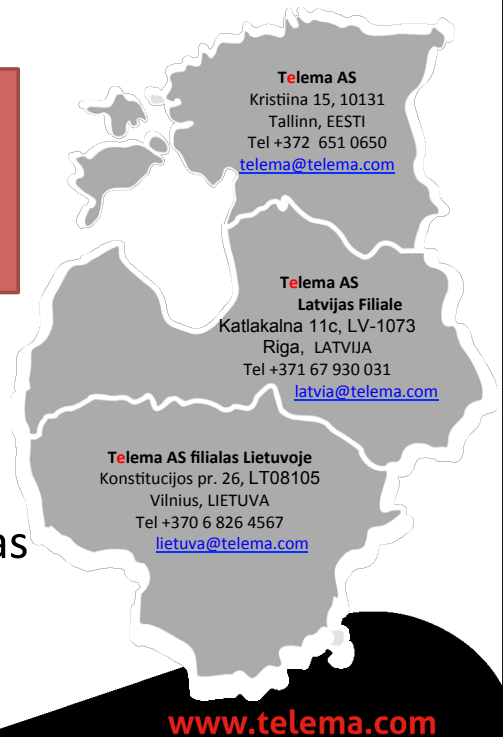 Telema AS
Kristiina 15, 10131
Tallinn, EESTI
Tel +372 651 0650
telema@telema.com
Telema AS
Latvijas Filiale
Katlakalna 11c, LV-1073
Riga, LATVIJA
Tel +371 67 930 031
latvia@telema.com
Telema AS filialas Lietuvoje
Konstitucijos pr. 26, LT08105
Vilnius, LIETUVA
Tel +370 6 826 4567
lietuva@telema.com
as
www.telema.com